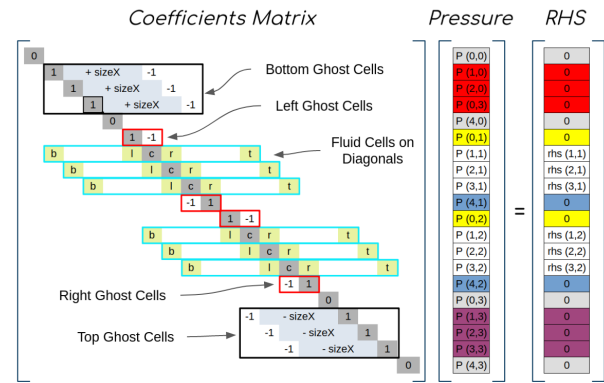 Coefficients Matrix Pressure RHS
0 P (0,0) 0
1 + sizeX -1 P (1,0) 0
1 + sizeX -1 P (2,0) 0
1 + sizeX -1 P (0,3) 0
Bottom Ghost Cells
0 P (4,0) 0
Left Ghost Cells
1 -1 P (0,1) 0
Fluid Cells on
Diagonals
b l c r t P (1,1) rhs (1,1)
b l c r t P (2,1) rhs (2,1)
b l c r t P (3,1) rhs (3,1)
-1 1 P (4,1) 0
=
1 -1 P (0,2) 0
b l c r t P (1,2) rhs (1,2)
b l c r t P (2,2) rhs (2,2)
b l c r t P (3,2) rhs (3,2)
Right Ghost Cells
-1 1 P (4,2) 0
0 P (0,3) 0
Top Ghost Cells
-1 - sizeX 1 P (1,3) 0
-1 - sizeX 1 P (2,3) 0
-1 - sizeX 1 P (3,3) 0
0 P (4,3) 0